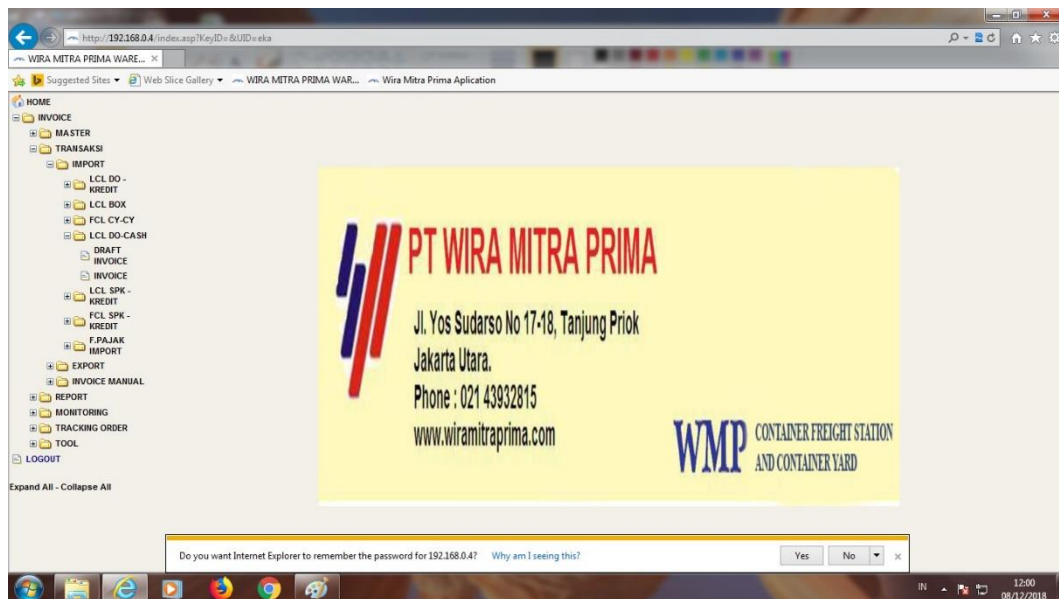 http://192.168.0.4/index.asp?KeyID=&UID=eka
WIRA MITRA PRIMA WARE...
Suggested Sites
Web Slice Gallery
WIRA MITRA PRIMA WAR...
Wira Mitra Prima Aplication
HOME
INVOICE
MASTER
TRANSAKSI
IMPORT
LCL DO -
KREDIT
LCL BOX
FCL CY-CY
LCL DO-CASH
DRAFT
INVOICE
INVOICE
LCL SPK -
KREDIT
FCL SPK -
KREDIT
F.PAJAK
IMPORT
EXPORT
INVOICE MANUAL
REPORT
MONITORING
TRACKING ORDER
TOOL
LOGOUT
Expand All - Collapse All
PT WIRA MITRA PRIMA
Jl. Yos Sudarso No 17-18, Tanjung Priok
Jakarta Utara.
Phone : 021 43932815
www.wiramitraprima.com
WMP
CONTAINER FREIGHT STATION
AND CONTAINER YARD
Do you want Internet Explorer to remember the password for 192.168.0.4? Why am I seeing this?
Yes
No
IN
12:00
08/12/2018